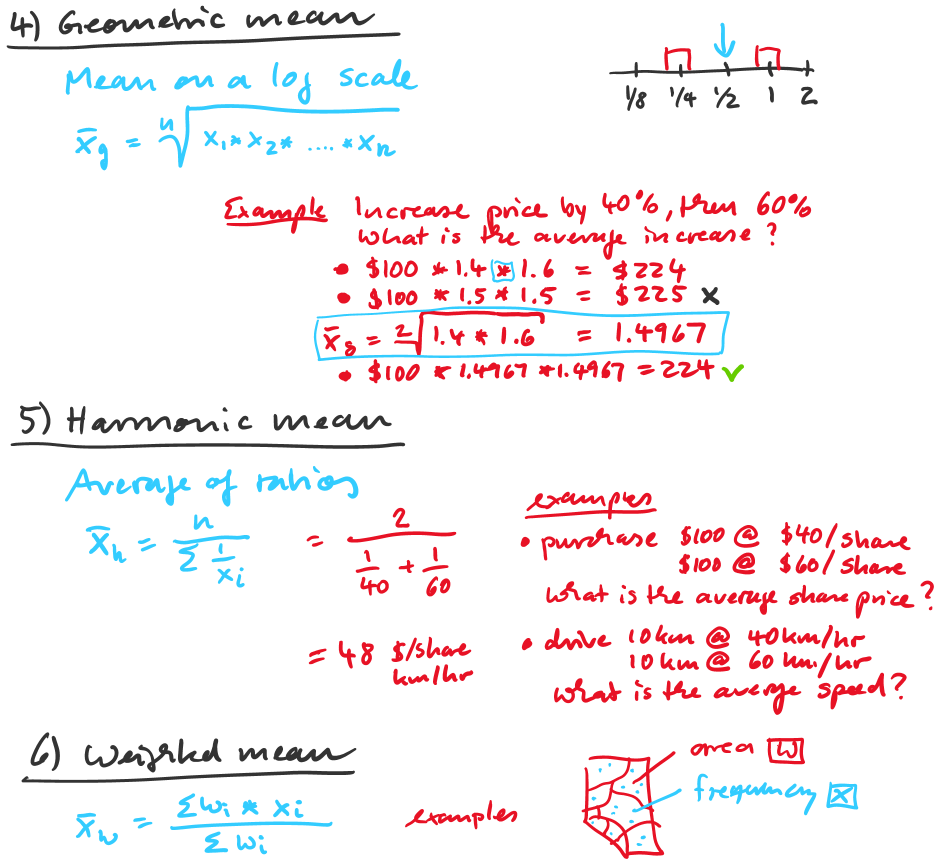 4) Geometric mean
Mean on a log scale
1/8 1/4 1/2 1 2
x̄g = ⁿ√(x₁ * x₂ * .... * xₙ)
Example Increase price by 40%, then 60%
What is the average increase?
• $100 * 1.4 * 1.6 = $224
• $100 * 1.5 * 1.5 = $225 ×
x̄g = ²√(1.4 * 1.6) = 1.4967
• $100 * 1.4967 * 1.4967 = 224 ✓
5) Harmonic mean
Average of ratios
x̄h = n / (Σ 1/xi) = 2 / (1/40 + 1/60)
= 48 $/share
km/hr
examples
• purchase $100 @ $40/share
$100 @ $60/share
What is the average share price?
• drive 10km @ 40km/hr
10km @ 60km/hr
What is the average speed?
6) Weighted mean
x̄w = Σwi * xi / Σwi
examples
area w
frequency x